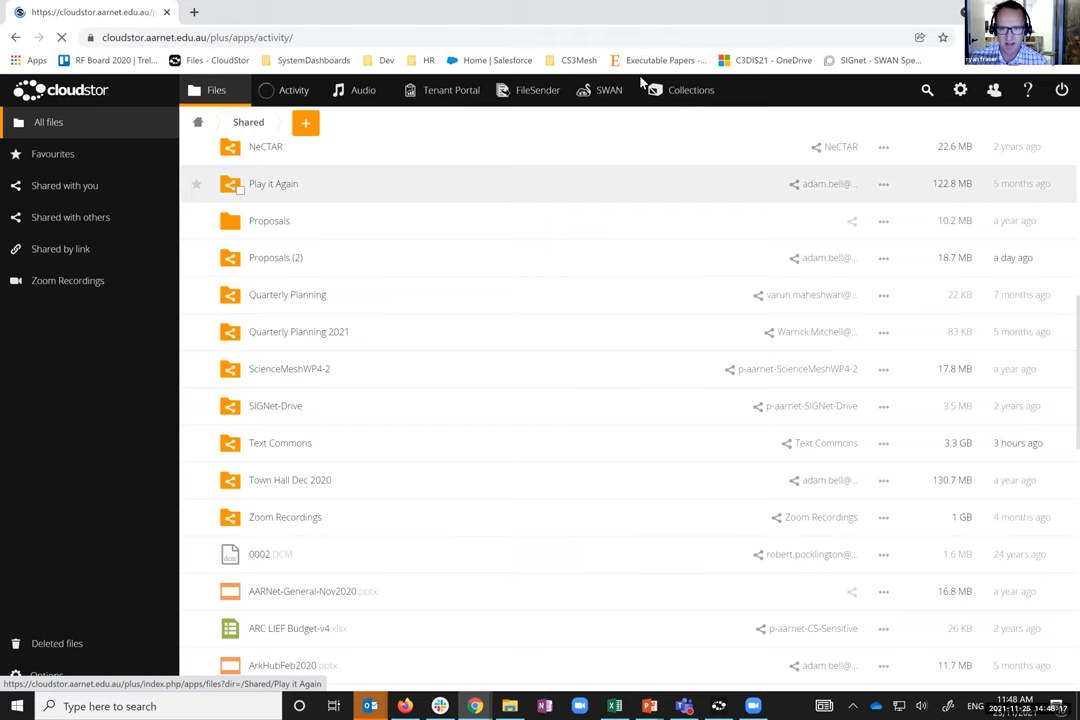 https://cloudstor.aarnet.edu.au/p
cloudstor.aarnet.edu.au/plus/apps/activity/
Apps RF Board 2020 | Trel... Files - CloudStor SystemDashboards Dev HR Home | Salesforce CS3Mesh Executable Papers -... C3DIS21 - OneDrive SIGnet - SWAN Spe...
ryan fraser
cloudstor Files Activity Audio Tenant Portal FileSender SWAN Collections
All files
Favourites
Shared with you
Shared with others
Shared by link
Zoom Recordings
Shared +
NeCTAR NeCTAR ... 22.6 MB 2 years ago
Play it Again adam.bell@... ... 122.8 MB 5 months ago
Proposals ... 10.2 MB a year ago
Proposals (2) adam.bell@... ... 18.7 MB a day ago
Quarterly Planning varun.maheshwari@... ... 22 KB 7 months ago
Quarterly Planning 2021 Warrick.Mitchell@... ... 83 KB 5 months ago
ScienceMeshWP4-2 p-aarnet-ScienceMeshWP4-2 ... 17.8 MB a year ago
SIGNet-Drive p-aarnet-SIGNet-Drive ... 3.5 MB 2 years ago
Text Commons Text Commons ... 3.3 GB 3 hours ago
Town Hall Dec 2020 adam.bell@... ... 130.7 MB a year ago
Zoom Recordings Zoom Recordings ... 1 GB 4 months ago
dcm 0002.DCM robert.pocklington@... ... 1.6 MB 24 years ago
AARNet-General-Nov2020.pptx ... 16.8 MB a year ago
ARC LIEF Budget-v4.xlsx p-aarnet-CS-Sensitive ... 26 KB 2 years ago
ArkHubFeb2020.pptx adam.bell@... ... 11.7 MB 5 months ago
Deleted files
Options
https://cloudstor.aarnet.edu.au/plus/index.php/apps/files?dir=/Shared/Play it Again
Type here to search
ENG
11:48 AM
2021-11-25 14:48:17